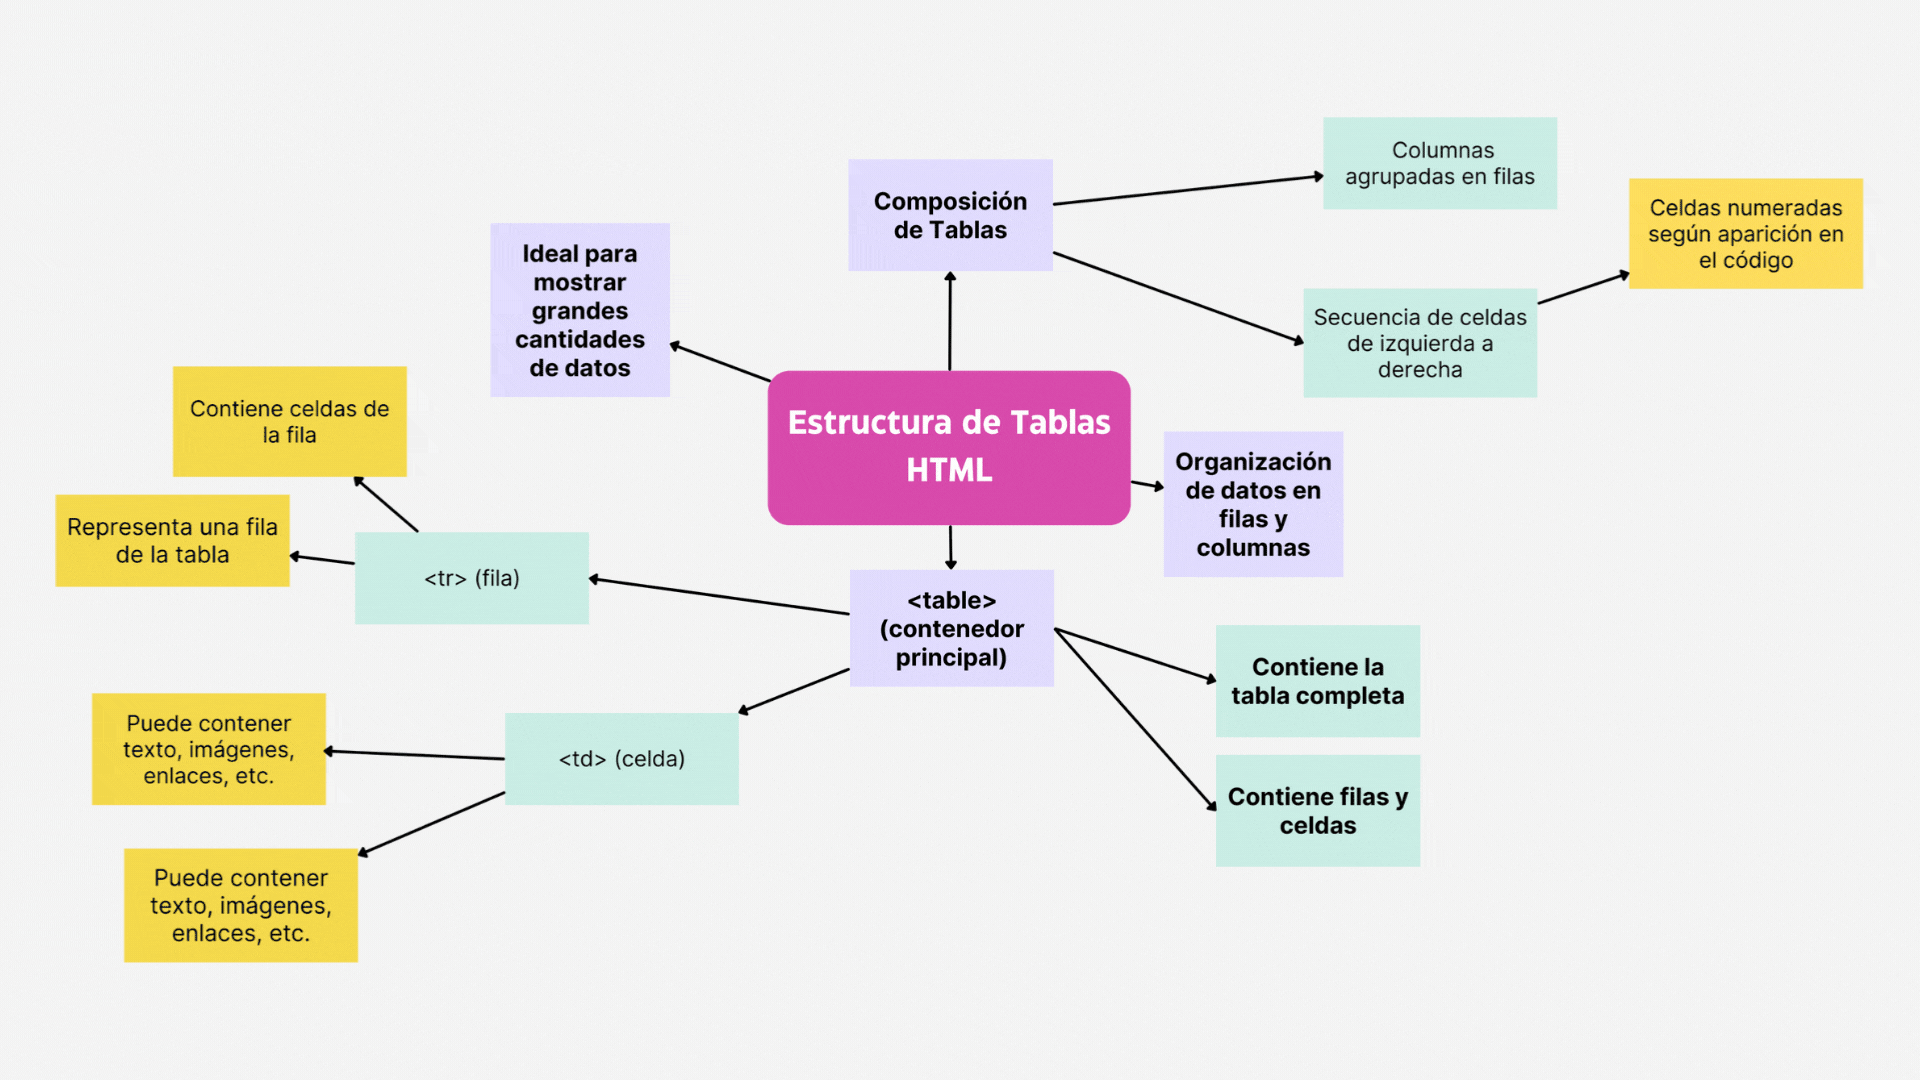 Columnas
agrupadas en filas
Composición
de Tablas
Celdas numeradas
según aparición en
el código
Ideal para
mostrar
grandes
cantidades
de datos
Secuencia de celdas
de izquierda a
derecha
Contiene celdas de
la fila
Estructura de Tablas
HTML
Organización
de datos en
filas y
columnas
Representa una fila
de la tabla
<tr> (fila)
<table>
(contenedor
principal)
Contiene la
tabla completa
Puede contener
texto, imágenes,
enlaces, etc.
<td> (celda)
Contiene filas y
celdas
Puede contener
texto, imágenes,
enlaces, etc.